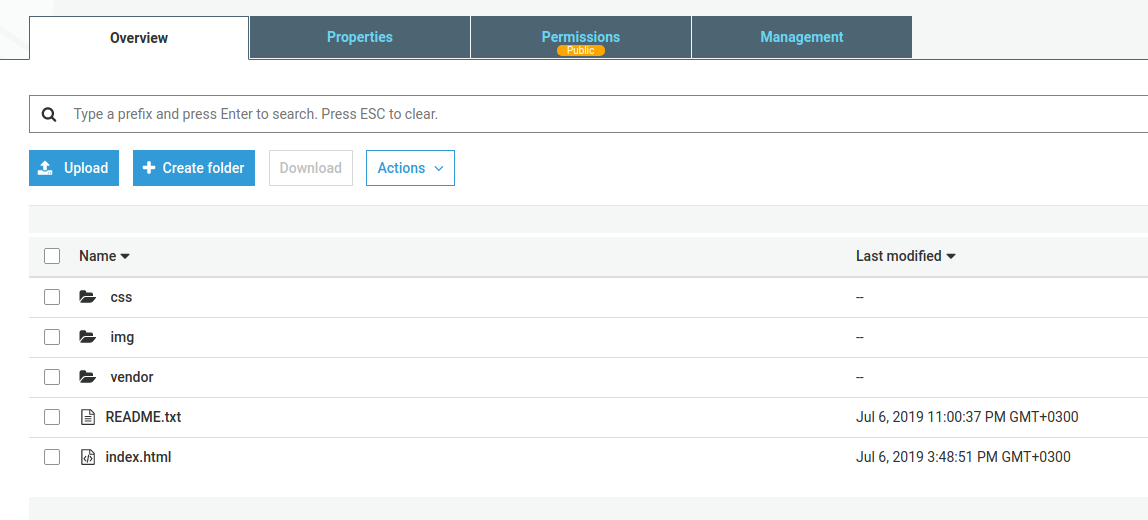 Overview Properties Permissions Management
Public
Type a prefix and press Enter to search. Press ESC to clear.
Upload Create folder Download Actions
Name Last modified
css --
img --
vendor --
README.txt Jul 6, 2019 11:00:37 PM GMT+0300
index.html Jul 6, 2019 3:48:51 PM GMT+0300